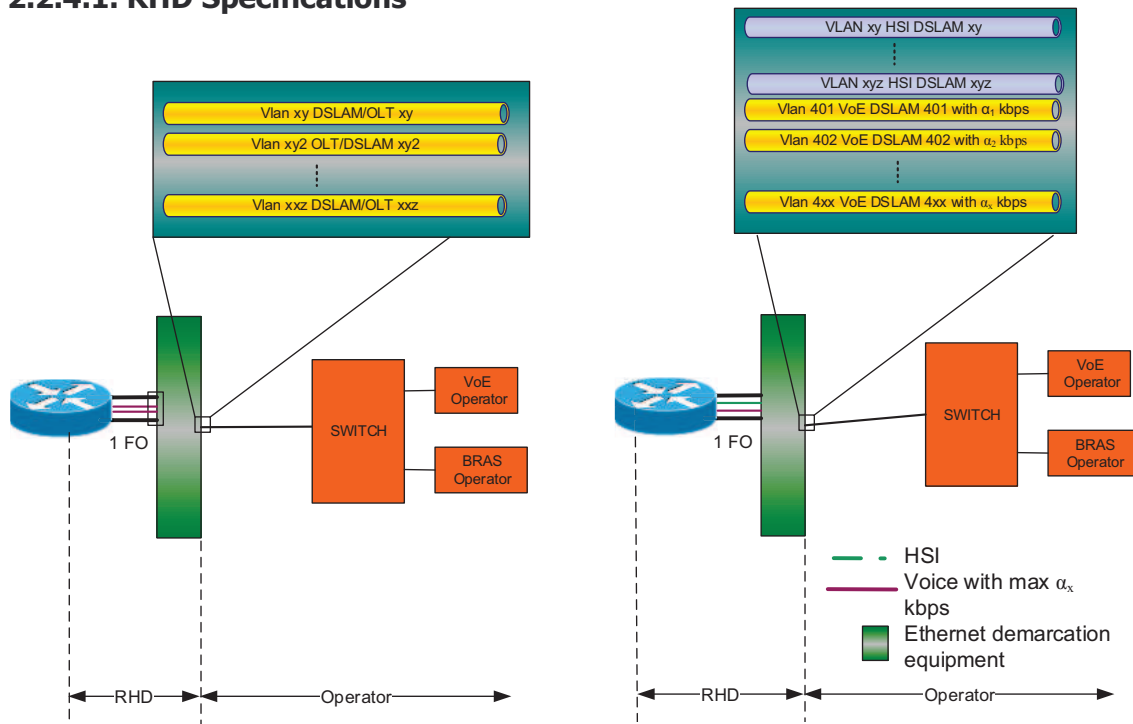 2.2.4.1. RHD Specifications
Vlan xy DSLAM/OLT xy
Vlan xy2 OLT/DSLAM xy2
Vlan xxz DSLAM/OLT xxz
1 FO
SWITCH
VoE
Operator
BRAS
Operator
RHD
Operator
VLAN xy HSI DSLAM xy
VLAN xyz HSI DSLAM xyz
Vlan 401 VoE DSLAM 401 with α₁ kbps
Vlan 402 VoE DSLAM 402 with α₂ kbps
Vlan 4xx VoE DSLAM 4xx with αₓ kbps
1 FO
SWITCH
VoE
Operator
BRAS
Operator
HSI
Voice with max αₓ
kbps
Ethernet demarcation
equipment
RHD
Operator